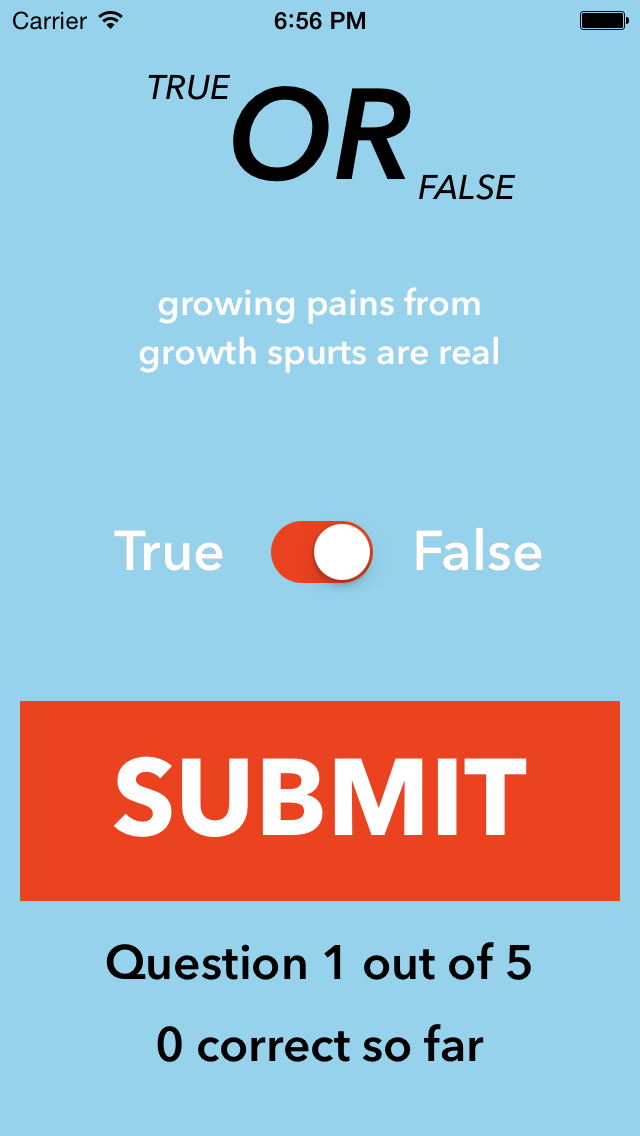 Carrier 6:56 PM
TRUE
OR
FALSE
growing pains from
growth spurts are real
True False
SUBMIT
Question 1 out of 5
0 correct so far